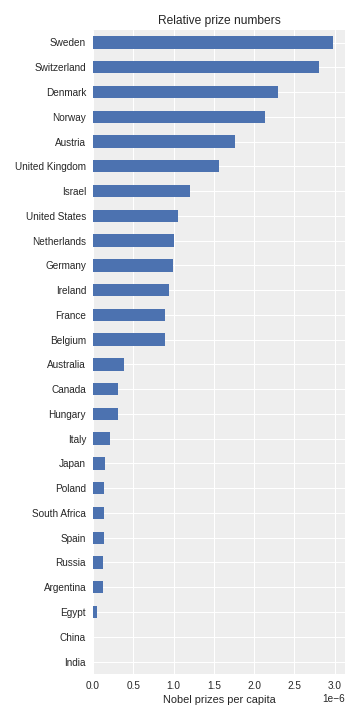 Relative prize numbers
Sweden
Switzerland
Denmark
Norway
Austria
United Kingdom
Israel
United States
Netherlands
Germany
Ireland
France
Belgium
Australia
Canada
Hungary
Italy
Japan
Poland
South Africa
Spain
Russia
Argentina
Egypt
China
India
0.0 0.5 1.0 1.5 2.0 2.5 3.0
Nobel prizes per capita 1e−6